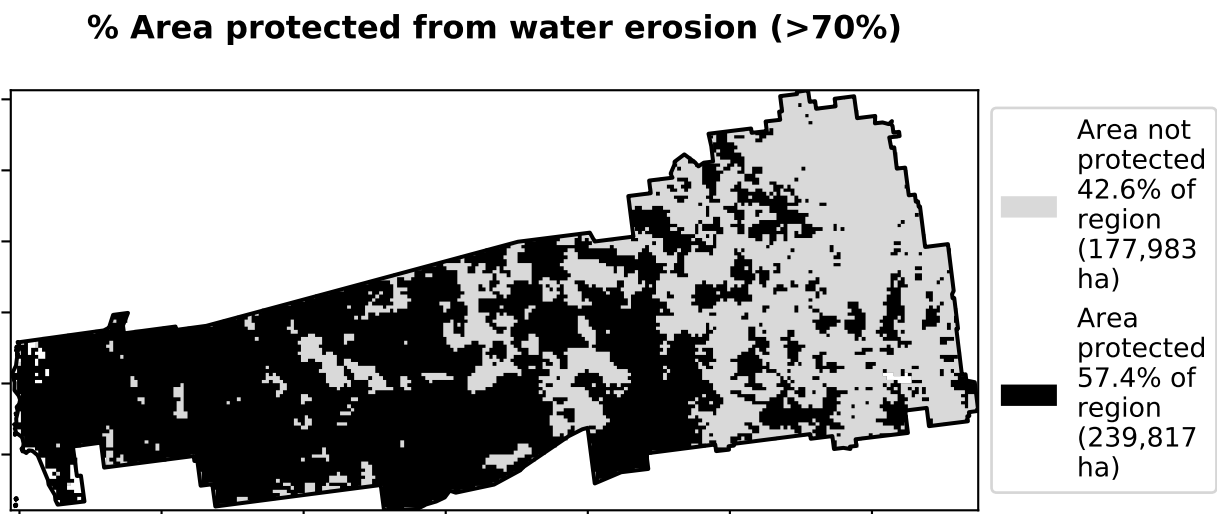 % Area protected from water erosion (>70%)
Area not
protected
42.6% of
region
(177,983
ha)
Area
protected
57.4% of
region
(239,817
ha)